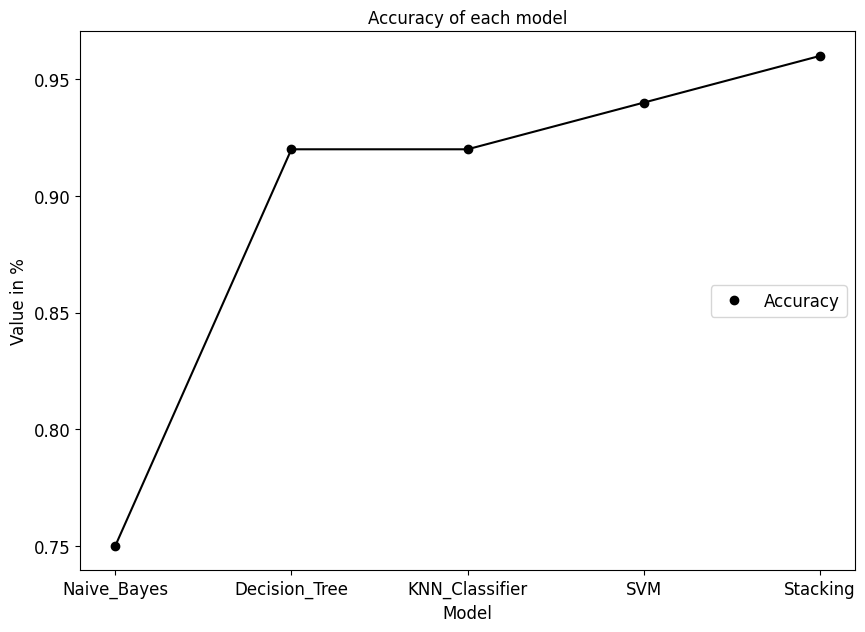 Accuracy of each model
Value in %
0.95
0.90
0.85
0.80
0.75
Accuracy
Naive_Bayes Decision_Tree KNN_Classifier SVM Stacking
Model